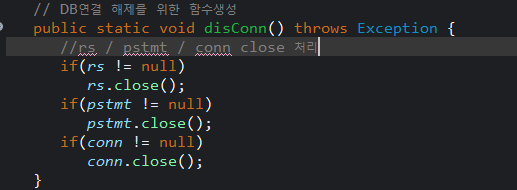 // DB연결 해제를 위한 함수생성
public static void disConn() throws Exception {
//rs / pstmt / conn close 처리
if(rs != null)
rs.close();
if(pstmt != null)
pstmt.close();
if(conn != null)
conn.close();
}